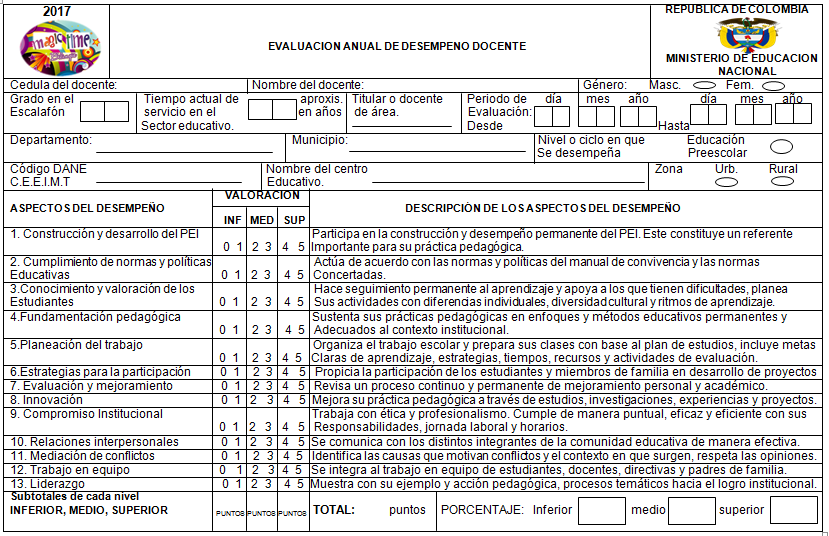 2017
magic time
REPUBLICA DE COLOMBIA
EVALUACION ANUAL DE DESEMPENO DOCENTE
MINISTERIO DE EDUCACION
NACIONAL
Cedula del docente: Nombre del docente: Género: Masc. Fem.
Grado en el Tiempo actual de aproxis. Titular o docente Periodo de día mes año día mes año
Escalafón servicio en el en años de área. Evaluación:
Sector educativo. Desde Hasta
Departamento: Municipio: Nivel o ciclo en que Educación
Se desempeña Preescolar
Código DANE Nombre del centro Zona Urb. Rural
C.E.E.I.M.T Educativo.
ASPECTOS DEL DESEMPEÑO VALORACION DESCRIPCIÓN DE LOS ASPECTOS DEL DESEMPEÑO
INF MED SUP
1. Construcción y desarrollo del PEI 0 1 2 3 4 5 Participa en la construcción y desempeño permanente del PEI. Este constituye un referente
Importante para su práctica pedagógica.
2. Cumplimiento de normas y políticas Actúa de acuerdo con las normas y políticas del manual de convivencia y las normas
Educativas 0 1 2 3 4 5 Concertadas.
3.Conocimiento y valoración de los Hace seguimiento permanente al aprendizaje y apoya a los que tienen dificultades, planea
Estudiantes 0 1 2 3 4 5 Sus actividades con diferencias individuales, diversidad cultural y ritmos de aprendizaje.
4.Fundamentación pedagógica Sustenta sus prácticas pedagógicas en enfoques y métodos educativos permanentes y
0 1 2 3 4 5 Adecuados al contexto institucional.
5.Planeación del trabajo Organiza el trabajo escolar y prepara sus clases con base al plan de estudios, incluye metas
0 1 2 3 4 5 Claras de aprendizaje, estrategias, tiempos, recursos y actividades de evaluación.
6.Estrategias para la participación 0 1 2 3 4 5 Propicia la participación de los estudiantes y miembros de familia en desarrollo de proyectos
7. Evaluación y mejoramiento 0 1 2 3 4 5 Revisa un proceso continuo y permanente de mejoramiento personal y académico.
8. Innovación 0 1 2 3 4 5 Mejora su práctica pedagógica a través de estudios, investigaciones, experiencias y proyectos.
9. Compromiso Institucional Trabaja con ética y profesionalismo. Cumple de manera puntual, eficaz y eficiente con sus
0 1 2 3 4 5 Responsabilidades, jornada laboral y horarios.
10. Relaciones interpersonales 0 1 2 3 4 5 Se comunica con los distintos integrantes de la comunidad educativa de manera efectiva.
11. Mediación de conflictos 0 1 2 3 4 5 Identifica las causas que motivan conflictos y el contexto en que surgen, respeta las opiniones.
12. Trabajo en equipo 0 1 2 3 4 5 Se integra al trabajo en equipo de estudiantes, docentes, directivas y padres de familia.
13. Liderazgo 0 1 2 3 4 5 Muestra con su ejemplo y acción pedagógica, procesos temáticos hacia el logro institucional.
Subtotales de cada nivel
INFERIOR, MEDIO, SUPERIOR PUNTOS PUNTOS PUNTOS TOTAL: puntos PORCENTAJE: Inferior medio superior